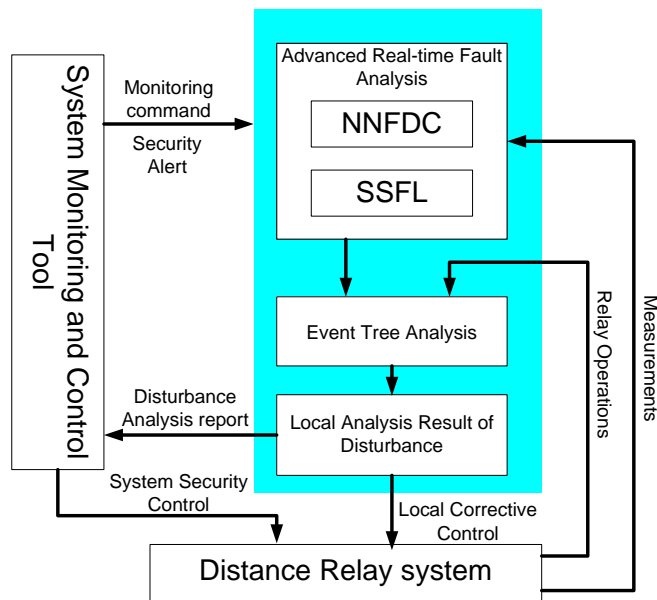 System Monitoring and Control
Tool
Monitoring
command
Security
Alert
Advanced Real-time Fault
Analysis
NNFDC
SSFL
Event Tree Analysis
Relay Operations
Measurements
Disturbance
Analysis report
Local Analysis Result of
Disturbance
System Security
Control
Local Corrective
Control
Distance Relay system